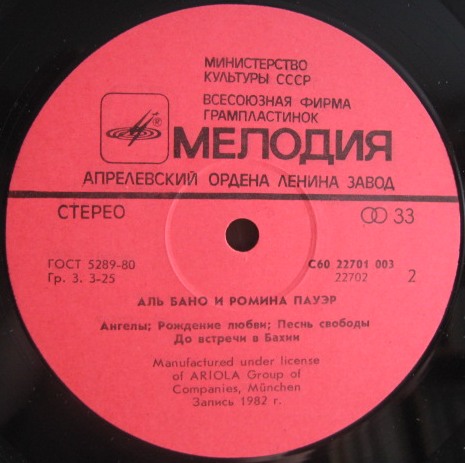 МИНИСТЕРСТВО
КУЛЬТУРЫ СССР
ВСЕСОЮЗНАЯ ФИРМА
ГРАМПЛАСТИНОК
МЕЛОДИЯ
АПРЕЛЕВСКИЙ ОРДЕНА ЛЕНИНА ЗАВОД
СТЕРЕО
33
ГОСТ 5289-80
Гр. 3. 3-25
С60 22701 003
22702
2
АЛЬ БАНО И РОМИНА ПАУЭР
Ангелы; Рождение любви; Песнь свободы
До встречи в Бахии
Manufactured under license
of ARIOLA Group of
Companies, München
Запись 1982 г.